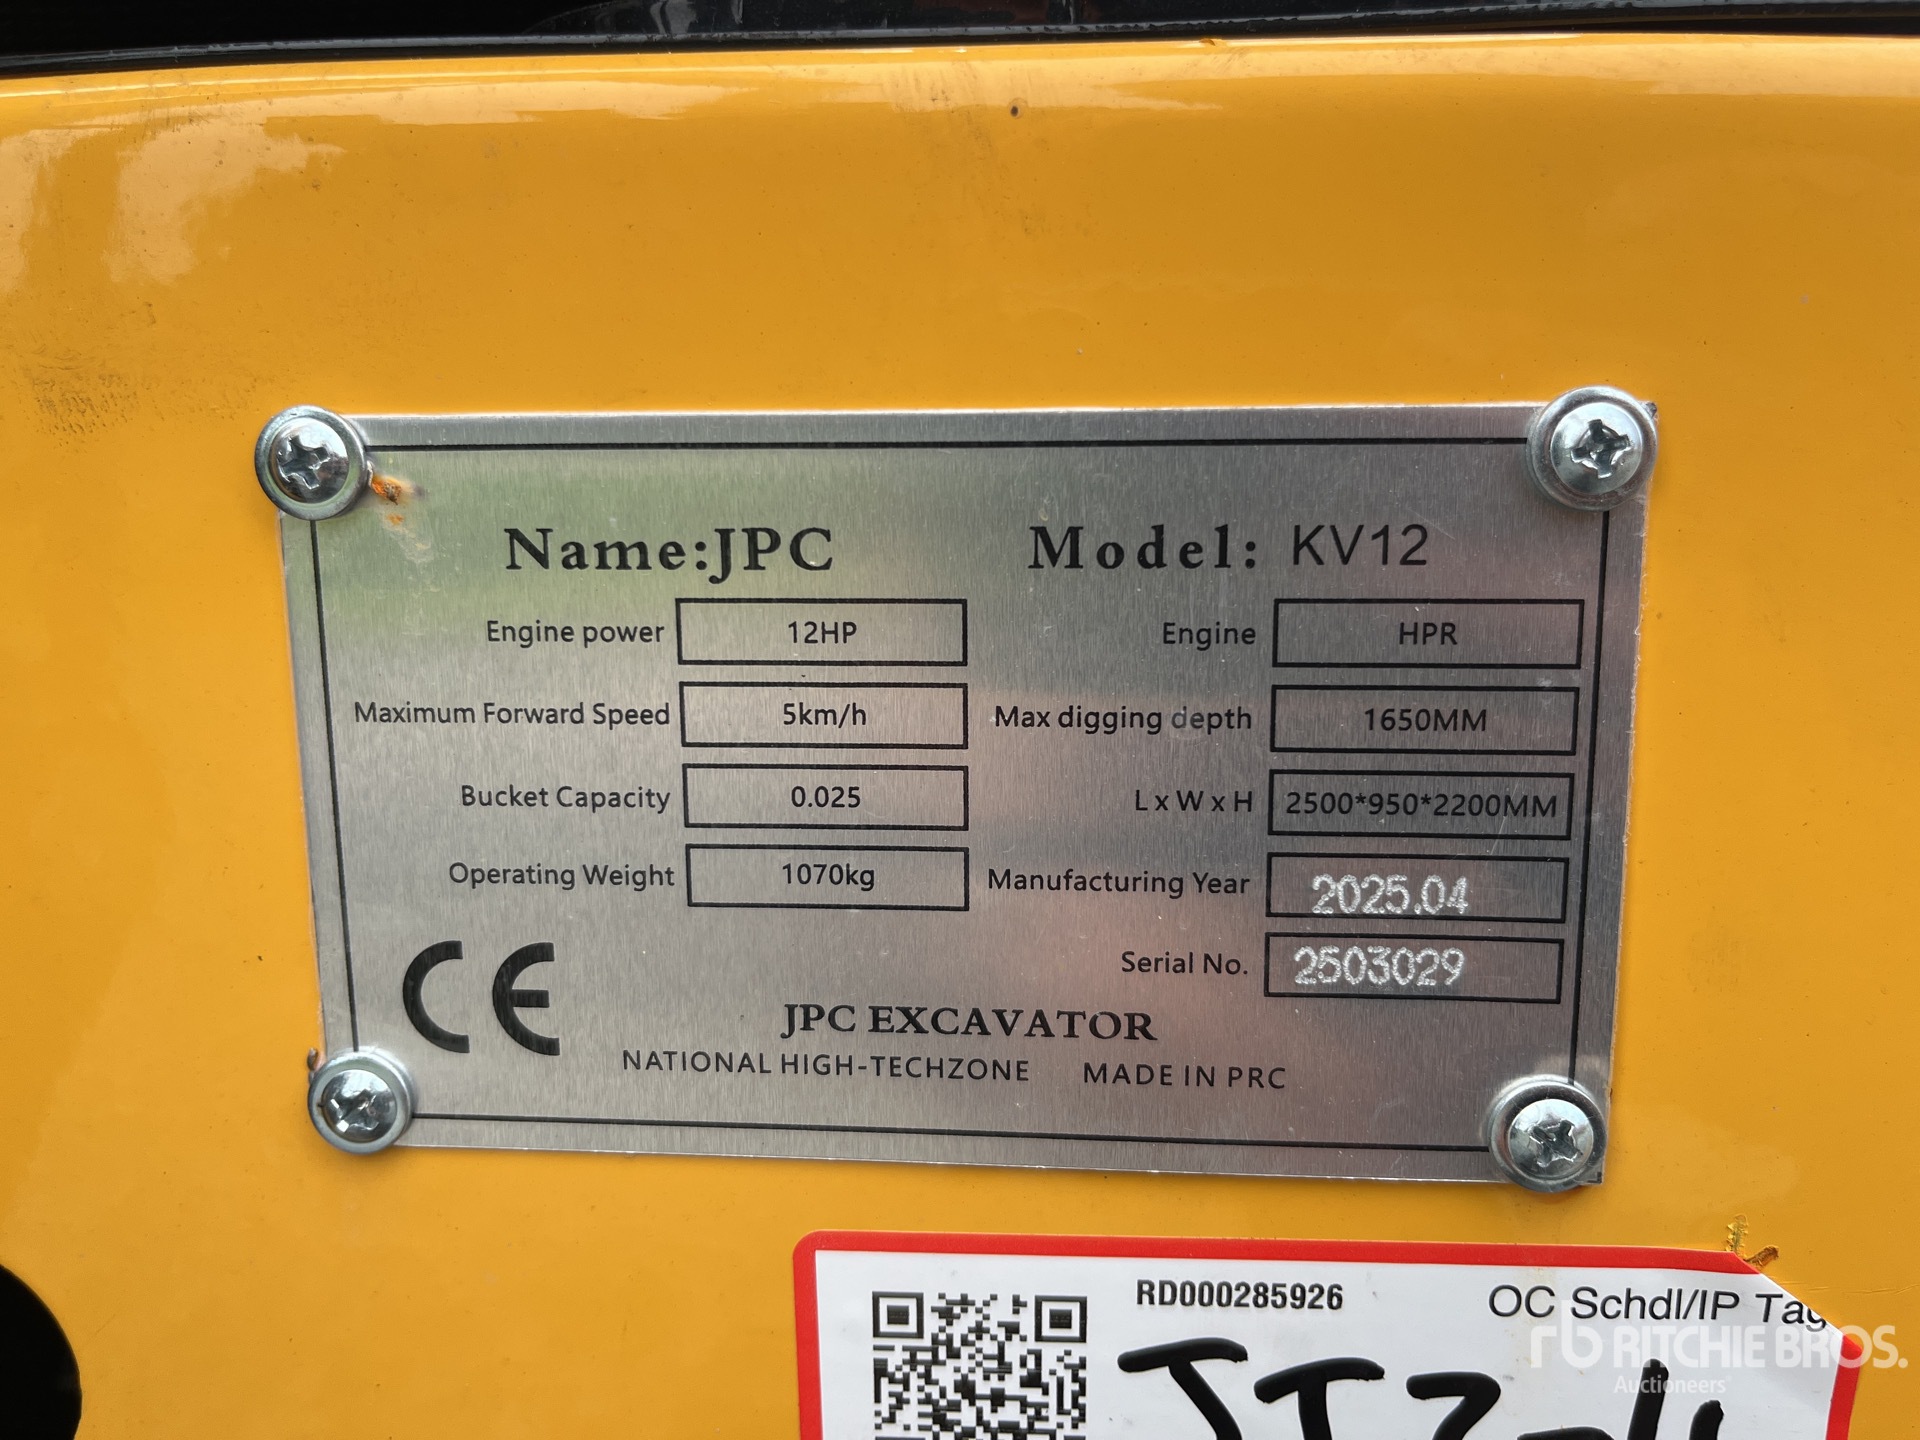 Name:JPC Model: KV12
Engine power 12HP Engine HPR
Maximum Forward Speed 5km/h Max digging depth 1650MM
Bucket Capacity 0.025 L x W x H 2500*950*2200MM
Operating Weight 1070kg Manufacturing Year 2025.04
Serial No. 2503029
CE
JPC EXCAVATOR
NATIONAL HIGH-TECHZONE MADE IN PRC
RD000285926 OC Schdl/IP Tag
rb RITCHIE BROS.
Auctioneers